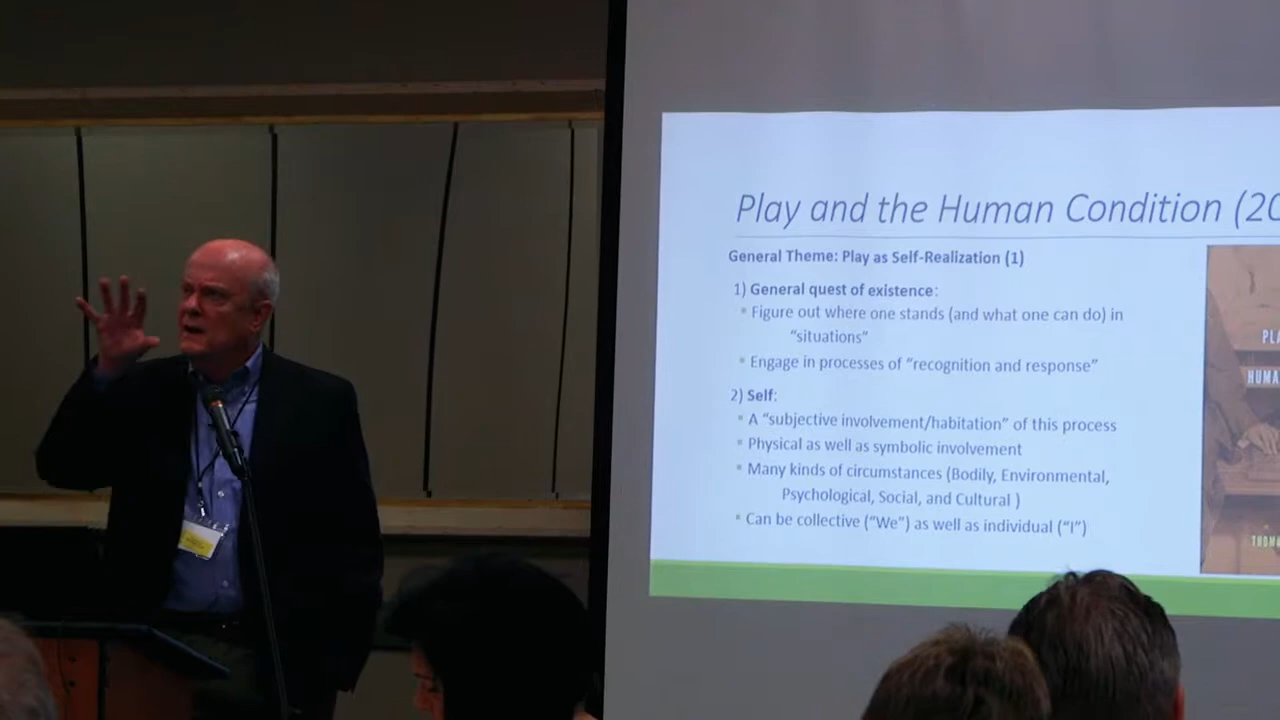 Play and the Human Condition (20
General Theme: Play as Self-Realization (1)
1) General quest of existence:
Figure out where one stands (and what one can do) in
"situations"
Engage in processes of "recognition and response"
2) Self:
A "subjective involvement/habitation" of this process
Physical as well as symbolic involvement
Many kinds of circumstances (Bodily, Environmental,
Psychological, Social, and Cultural )
Can be collective ("We") as well as individual ("I")
PLA
HUMA
THOMA